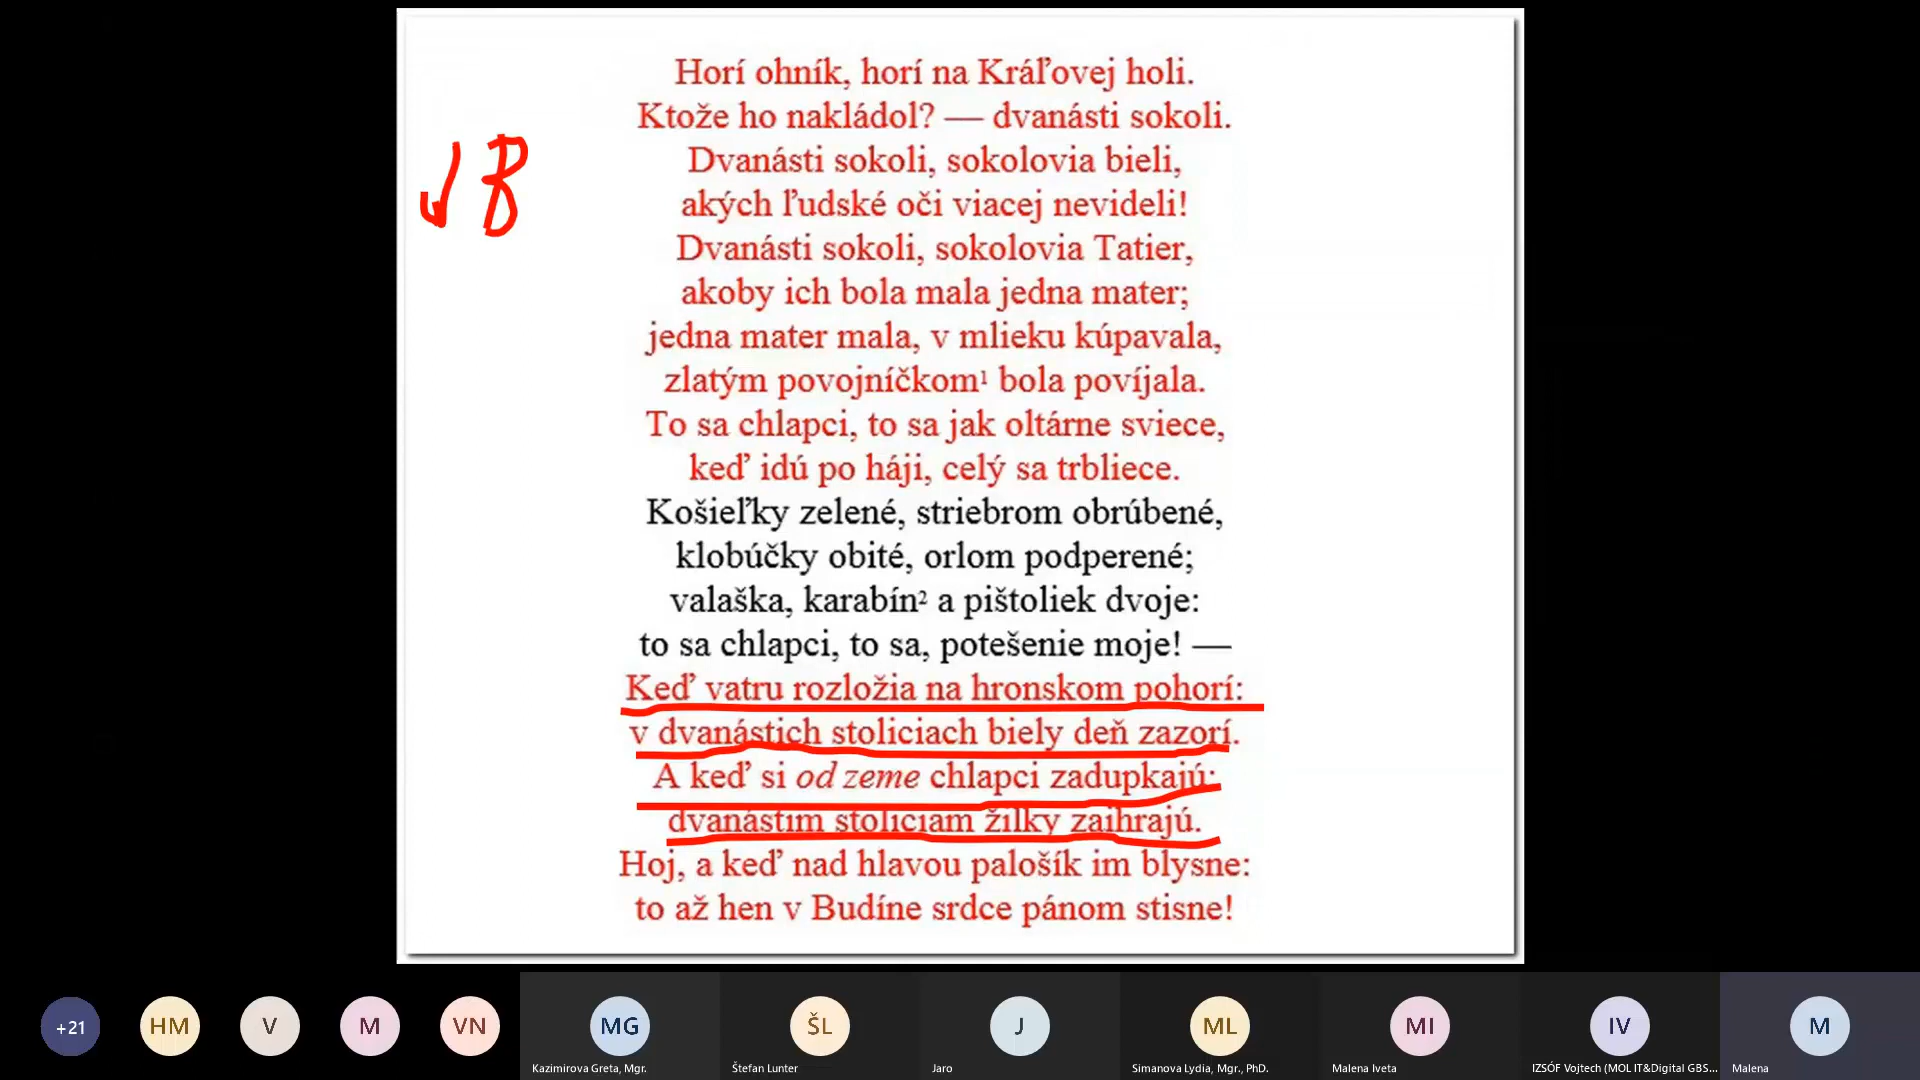 Horí ohník, horí na Kráľovej holi.
Ktože ho nakládol? — dvanásti sokoli.
Dvanásti sokoli, sokolovia bieli,
akých ľudské oči viacej nevideli!
Dvanásti sokoli, sokolovia Tatier,
akoby ich bola mala jedna mater;
jedna mater mala, v mlieku kúpavala,
zlatým povojníčkom¹ bola povíjala.
To sa chlapci, to sa jak oltárne sviece,
keď idú po háji, celý sa trbliece.
Košieľky zelené, striebrom obrúbené,
klobúčky obité, orlom podperené;
valaška, karabín² a pištoliek dvoje:
to sa chlapci, to sa, potešenie moje! —
Keď vatru rozložia na hronskom pohorí:
v dvanástich stoliciach biely deň zazorí.
A keď si od zeme chlapci zadupkajú:
dvanástim stoliciam žilky zaihrajú.
Hoj, a keď nad hlavou palošík im blysne:
to až hen v Budíne srdce pánom stisne!
JB
+21
HM
V
M
VN
MG
ŠL
J
ML
MI
IV
M
Kazimirova Greta, Mgr.
Štefan Lunter
Jaro
Simanova Lydia, Mgr., PhD.
Malena Iveta
IZSÓF Vojtech (MOL IT&Digital GBS...
Malena